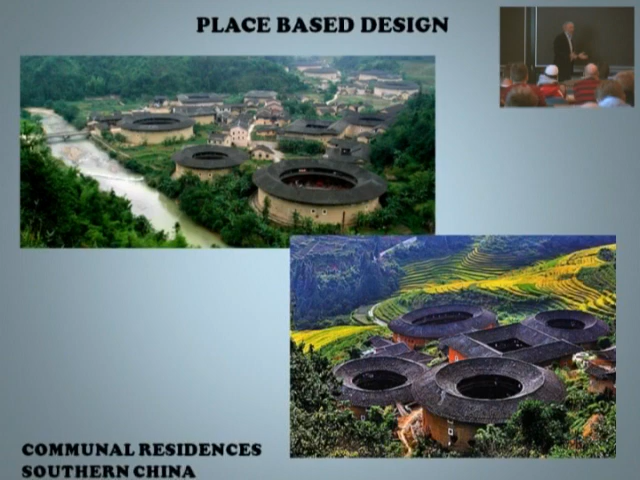 PLACE BASED DESIGN
COMMUNAL RESIDENCES
SOUTHERN CHINA